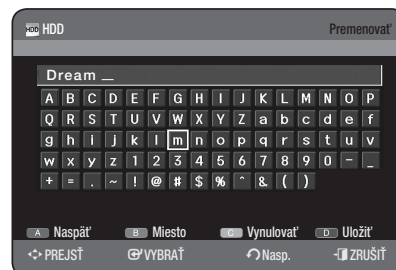 HDD HDD Premenovať
Dream _
A B C D E F G H I J K L M N O P
Q R S T U V W X Y Z a b c d e f
g h i j k l m n o p q r s t u v
w x y z 1 2 3 4 5 6 7 8 9 0 - _
+ = . ~ ! @ # $ % ^ & ( )
A Naspäť B Miesto C Vynulovať D Uložiť
PREJSŤ VYBRAŤ Nasp. ZRUŠIŤ